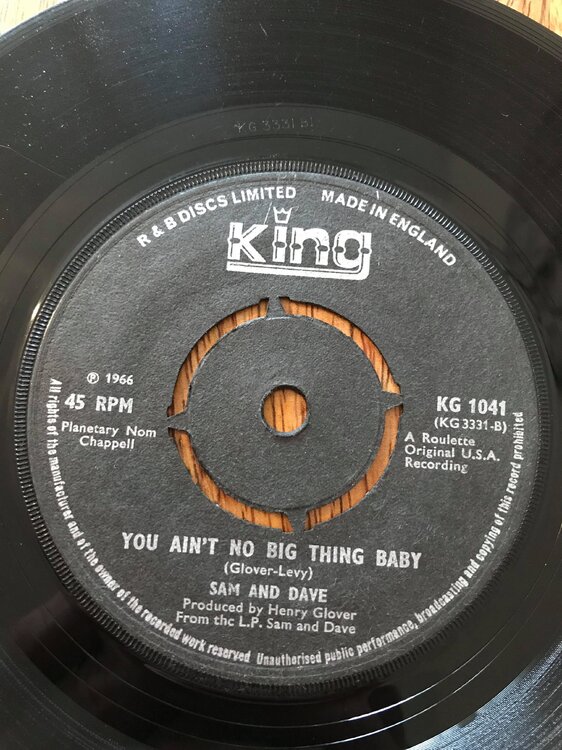 KG 3331 B1
R & B DISCS LIMITED MADE IN ENGLAND
King
℗ 1966
45 RPM
Planetary Nom
Chappell
KG 1041
(KG3331-B)
A Roulette
Original U.S.A.
Recording
YOU AIN'T NO BIG THING BABY
(Glover-Levy)
SAM AND DAVE
Produced by Henry Glover
From the L.P. Sam and Dave
All rights of the manufacturer and of the owner of the recorded work reserved Unauthorised public performance, broadcasting and copying of this record prohibited